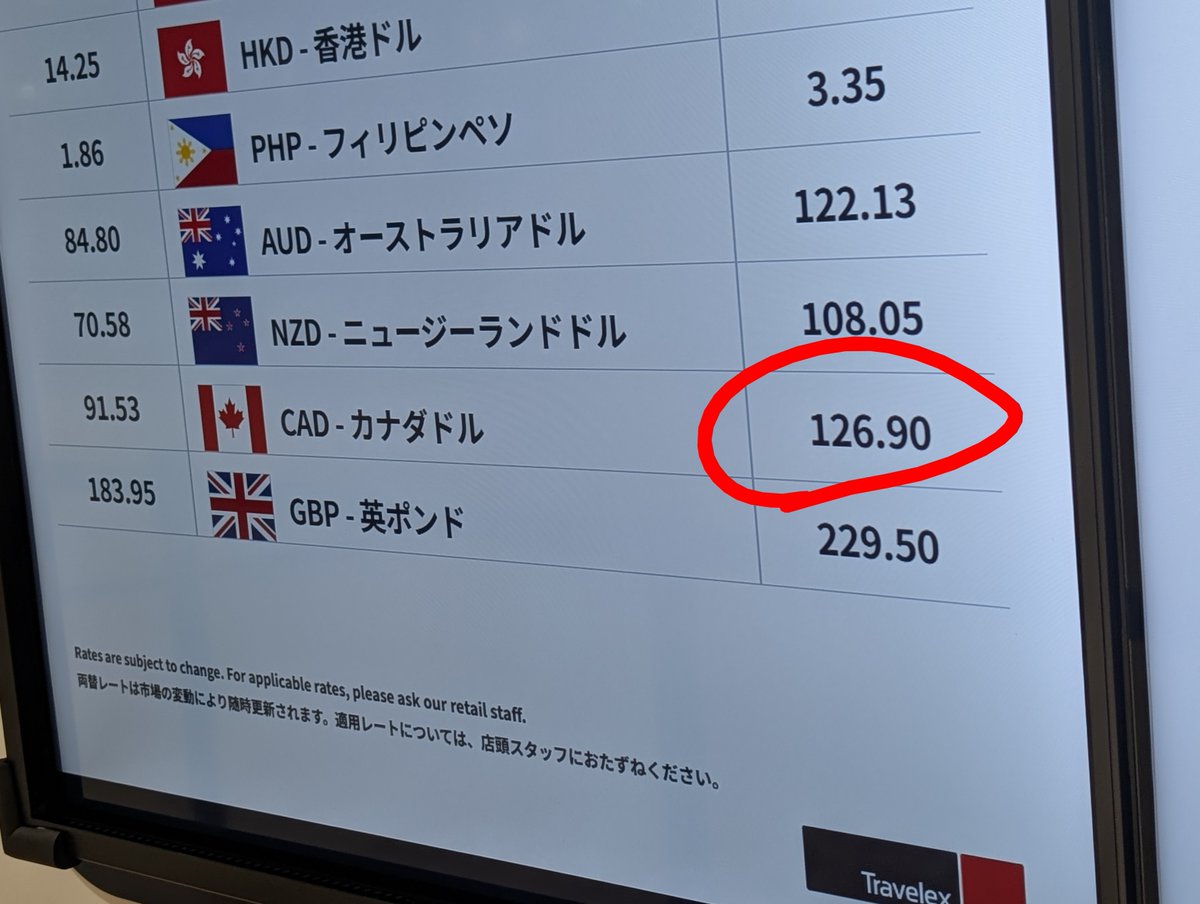 14.25 HKD - 香港ドル
3.35
1.86 PHP - フィリピンペソ
122.13
84.80 AUD - オーストラリアドル
108.05
70.58 NZD - ニュージーランドドル
126.90
91.53 CAD - カナダドル
229.50
183.95 GBP - 英ポンド
Rates are subject to change. For applicable rates, please ask our retail staff.
両替レートは市場の変動により随時更新されます。適用レートについては、店頭スタッフにおたずねください。
Travelex